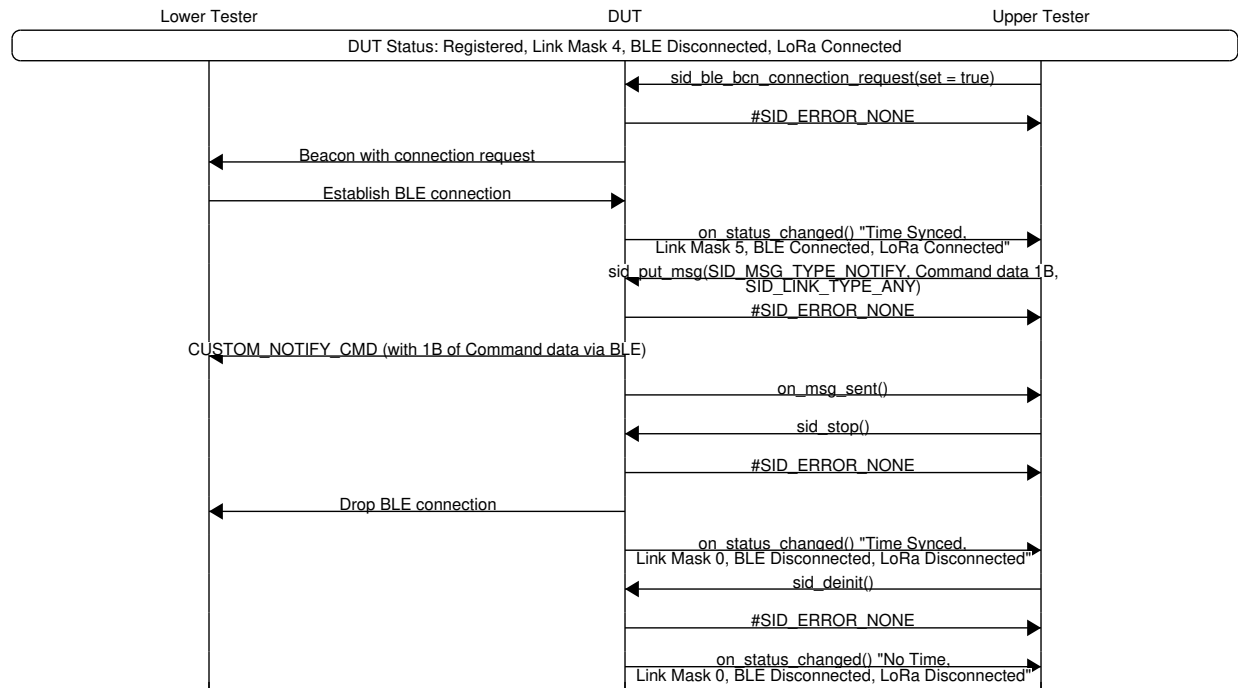 Lower Tester DUT Upper Tester
DUT Status: Registered, Link Mask 4, BLE Disconnected, LoRa Connected
sid_ble_bcn_connection_request(set = true)
#SID_ERROR_NONE
Beacon with connection request
Establish BLE connection
on_status_changed() "Time Synced,
Link Mask 5, BLE Connected, LoRa Connected"
sid_put_msg(SID_MSG_TYPE_NOTIFY, Command data 1B,
SID_LINK_TYPE_ANY)
#SID_ERROR_NONE
CUSTOM_NOTIFY_CMD (with 1B of Command data via BLE)
on_msg_sent()
sid_stop()
#SID_ERROR_NONE
Drop BLE connection
on_status_changed() "Time Synced,
Link Mask 0, BLE Disconnected, LoRa Disconnected"
sid_deinit()
#SID_ERROR_NONE
on_status_changed() "No Time,
Link Mask 0, BLE Disconnected, LoRa Disconnected"